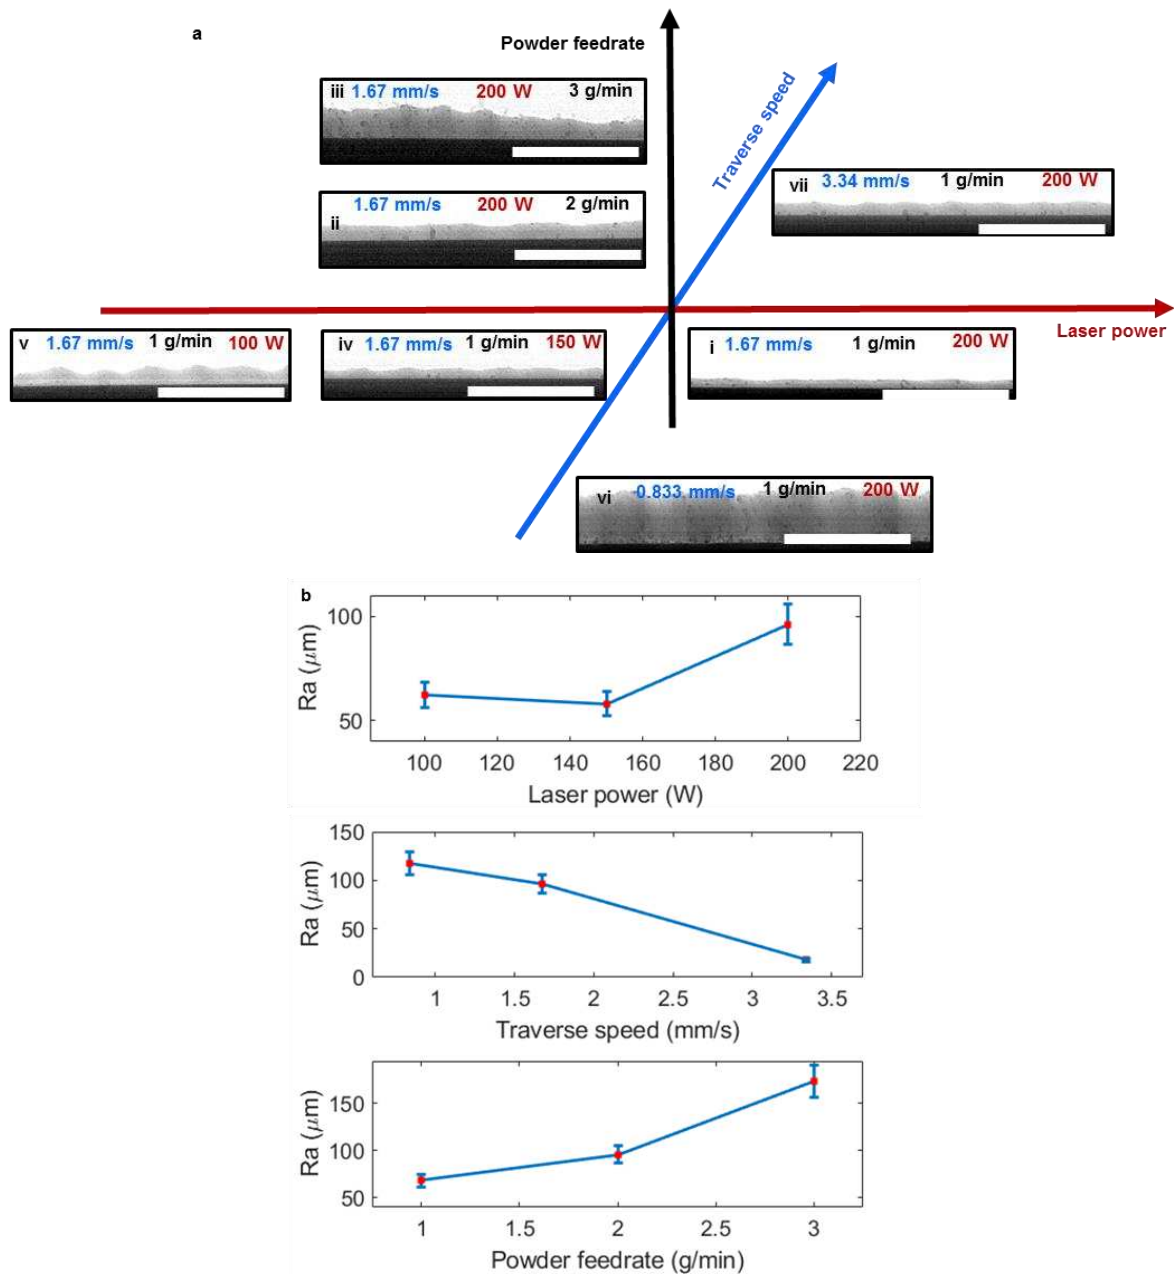 a
Powder feedrate
Traverse speed
iii 1.67 mm/s 200 W 3 g/min
1.67 mm/s 200 W 2 g/min
ii
vii 3.34 mm/s 1 g/min 200 W
Laser power
v 1.67 mm/s 1 g/min 100 W
iv 1.67 mm/s 1 g/min 150 W
i 1.67 mm/s 1 g/min 200 W
vi 0.833 mm/s 1 g/min 200 W
b
100
50
Ra (μm)
100 120 140 160 180 200 220
Laser power (W)
150
100
50
0
Ra (μm)
1 1.5 2 2.5 3 3.5
Traverse speed (mm/s)
150
100
50
Ra (μm)
1 1.5 2 2.5 3
Powder feedrate (g/min)